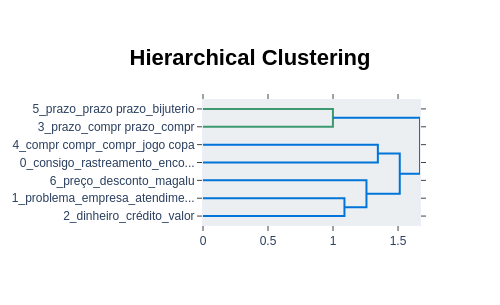 Hierarchical Clustering
5_prazo_prazo prazo_bijuterio
3_prazo_compr prazo_compr
4_compr compr_compr_jogo copa
0_consigo_rastreamento_enco...
6_preço_desconto_magalu
1_problema_empresa_atendime...
2_dinheiro_crédito_valor
0 0.5 1 1.5